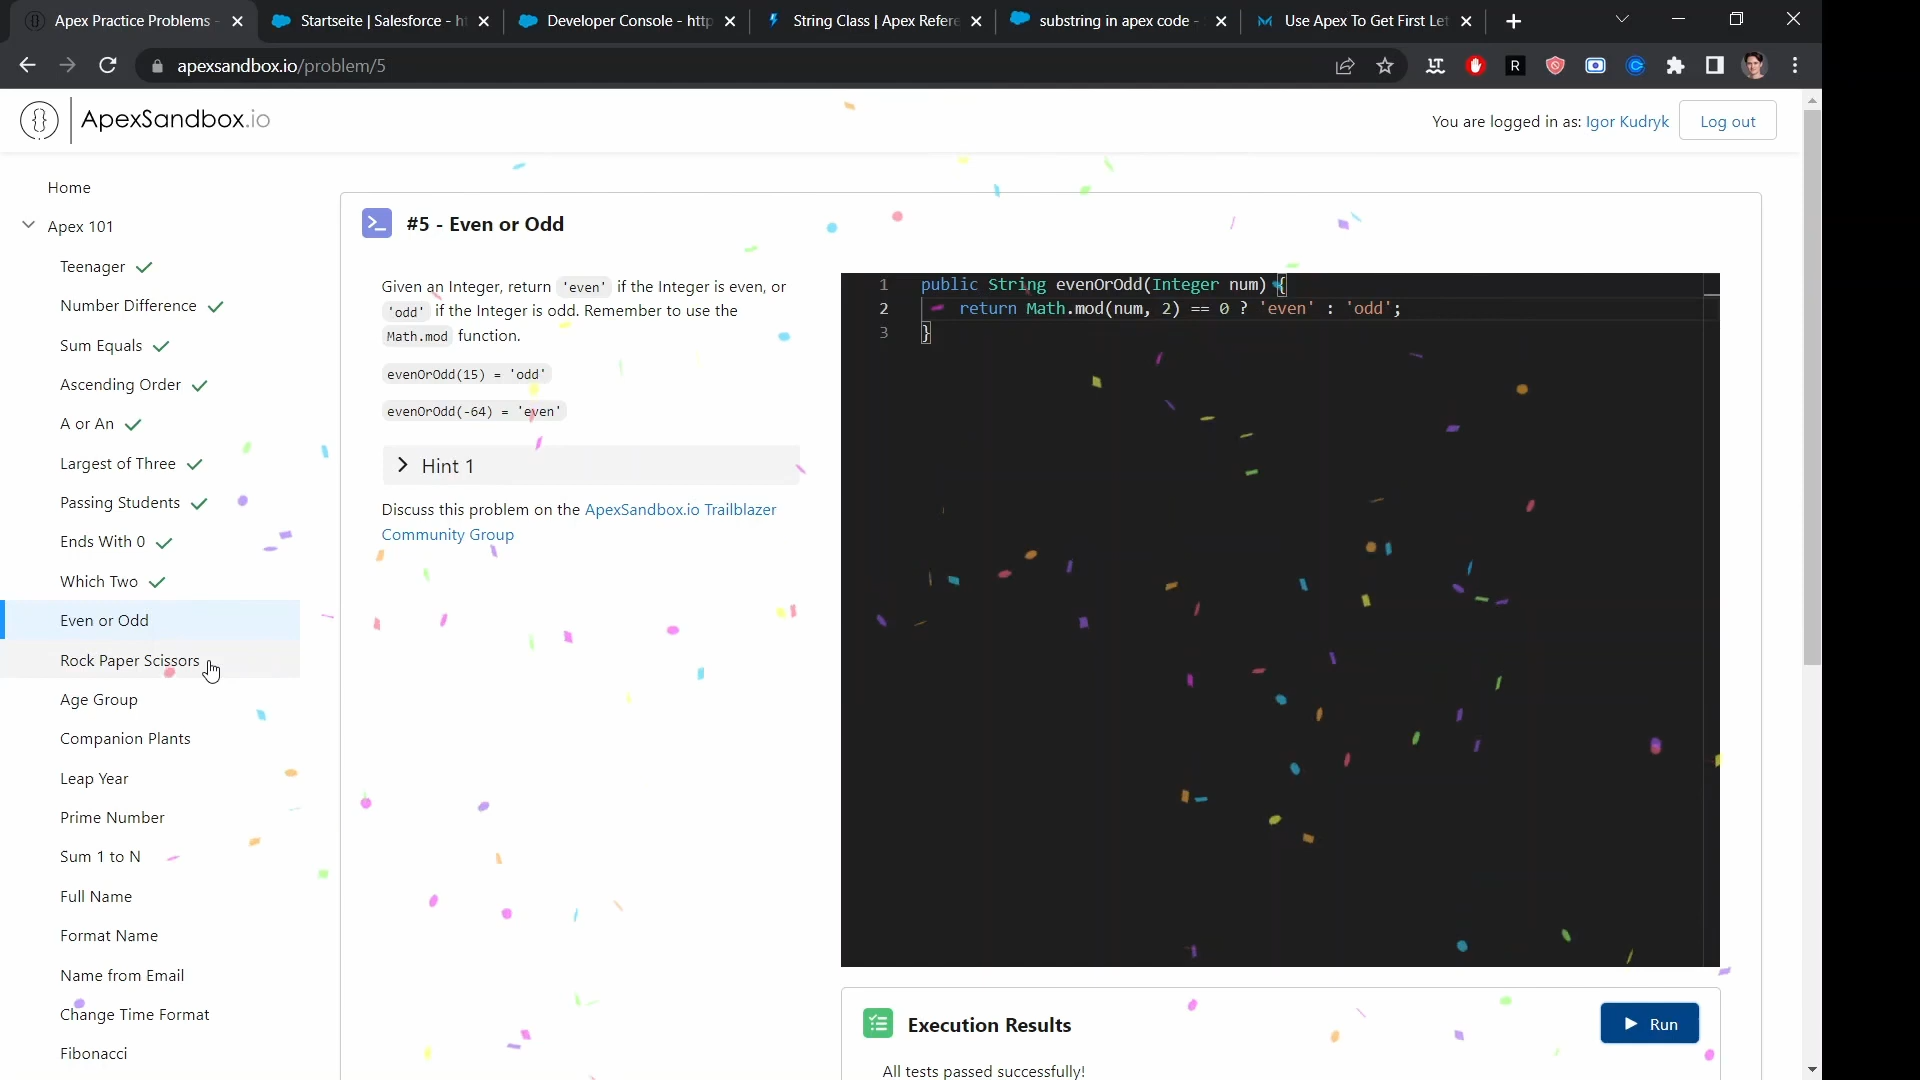 Apex Practice Problems -
Startseite | Salesforce - ht
Developer Console - http
String Class | Apex Refere
substring in apex code -
Use Apex To Get First Let
apexsandbox.io/problem/5
ApexSandbox.io
You are logged in as: Igor Kudryk
Log out
Home
Apex 101
Teenager
Number Difference
Sum Equals
Ascending Order
A or An
Largest of Three
Passing Students
Ends With 0
Which Two
Even or Odd
Rock Paper Scissors
Age Group
Companion Plants
Leap Year
Prime Number
Sum 1 to N
Full Name
Format Name
Name from Email
Change Time Format
Fibonacci
#5 - Even or Odd
Given an Integer, return 'even' if the Integer is even, or
'odd' if the Integer is odd. Remember to use the
Math.mod function.
evenOrOdd(15) = 'odd'
evenOrOdd(-64) = 'even'
Hint 1
Discuss this problem on the ApexSandbox.io Trailblazer
Community Group
1 public String evenOrOdd(Integer num) {
2 return Math.mod(num, 2) == 0 ? 'even' : 'odd';
3 }
Execution Results
Run
All tests passed successfully!